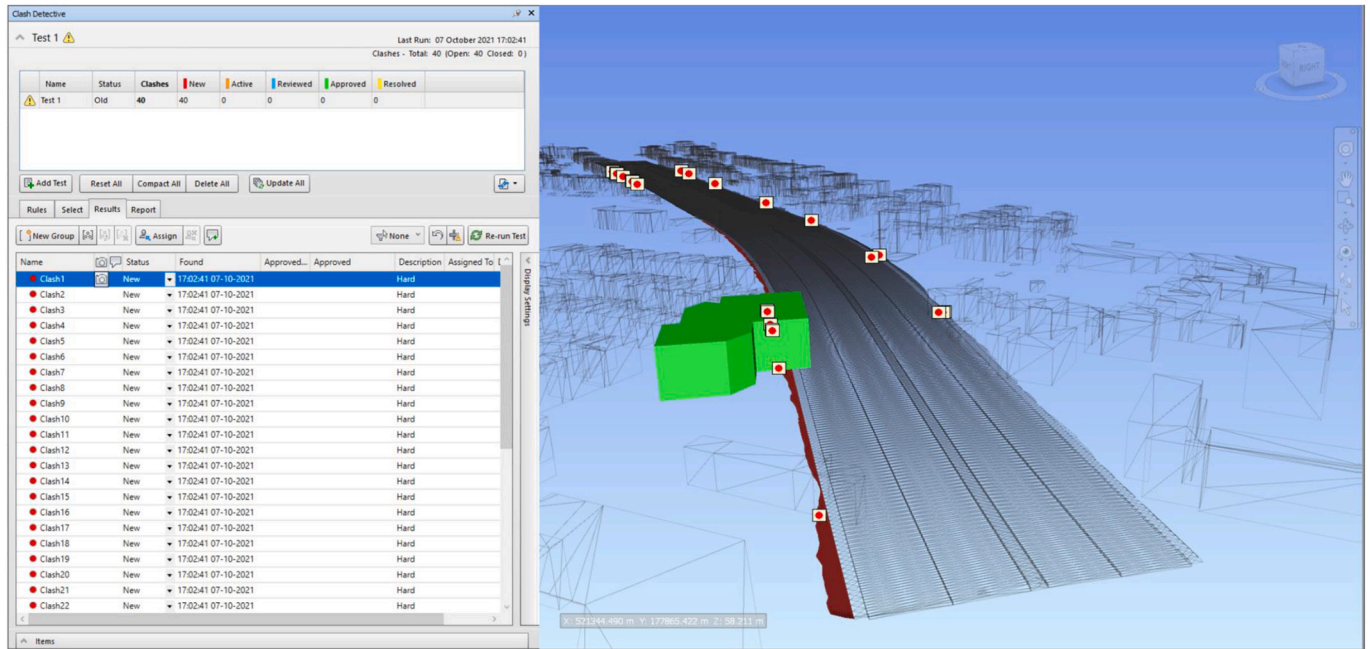 Clash Detective
Test 1
Last Run: 07 October 2021 17:02:41
Clashes - Total: 40 (Open: 40 Closed: 0)
Name Status Clashes New Active Reviewed Approved Resolved
Test 1 Old 40 40 0 0 0 0
Add Test Reset All Compact All Delete All Update All
Rules Select Results Report
New Group Assign None Re-run Test
Name Status Found Approved... Approved Description Assigned To
Display Settings
Clash1 New 17:02:41 07-10-2021 Hard
Clash2 New 17:02:41 07-10-2021 Hard
Clash3 New 17:02:41 07-10-2021 Hard
Clash4 New 17:02:41 07-10-2021 Hard
Clash5 New 17:02:41 07-10-2021 Hard
Clash6 New 17:02:41 07-10-2021 Hard
Clash7 New 17:02:41 07-10-2021 Hard
Clash8 New 17:02:41 07-10-2021 Hard
Clash9 New 17:02:41 07-10-2021 Hard
Clash10 New 17:02:41 07-10-2021 Hard
Clash11 New 17:02:41 07-10-2021 Hard
Clash12 New 17:02:41 07-10-2021 Hard
Clash13 New 17:02:41 07-10-2021 Hard
Clash14 New 17:02:41 07-10-2021 Hard
Clash15 New 17:02:41 07-10-2021 Hard
Clash16 New 17:02:41 07-10-2021 Hard
Clash17 New 17:02:41 07-10-2021 Hard
Clash18 New 17:02:41 07-10-2021 Hard
Clash19 New 17:02:41 07-10-2021 Hard
Clash20 New 17:02:41 07-10-2021 Hard
Clash21 New 17:02:41 07-10-2021 Hard
Clash22 New 17:02:41 07-10-2021 Hard
Items
RIGHT
X: 521344.490 m Y: 177865.422 m Z: 58.211 m